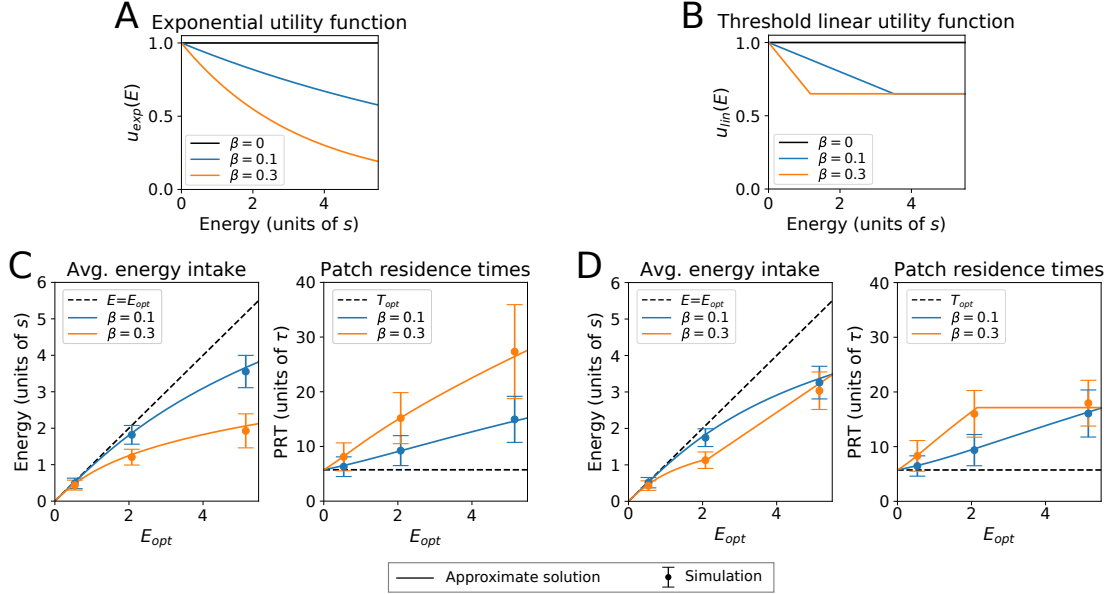 A
Exponential utility function
1.0
0.5
0.0
u_exp(E)
β = 0
β = 0.1
β = 0.3
0 2 4
Energy (units of s)
B
Threshold linear utility function
1.0
0.5
0.0
u_lin(E)
β = 0
β = 0.1
β = 0.3
0 2 4
Energy (units of s)
C
Avg. energy intake
6
5
4
3
2
1
0
Energy (units of s)
E=E_opt
β = 0.1
β = 0.3
0 2 4
E_opt
Patch residence times
40
30
20
10
0
PRT (units of τ)
T_opt
β = 0.1
β = 0.3
0 2 4
E_opt
D
Avg. energy intake
6
5
4
3
2
1
0
Energy (units of s)
E=E_opt
β = 0.1
β = 0.3
0 2 4
E_opt
Patch residence times
40
30
20
10
0
PRT (units of τ)
T_opt
β = 0.1
β = 0.3
0 2 4
E_opt
Approximate solution Simulation